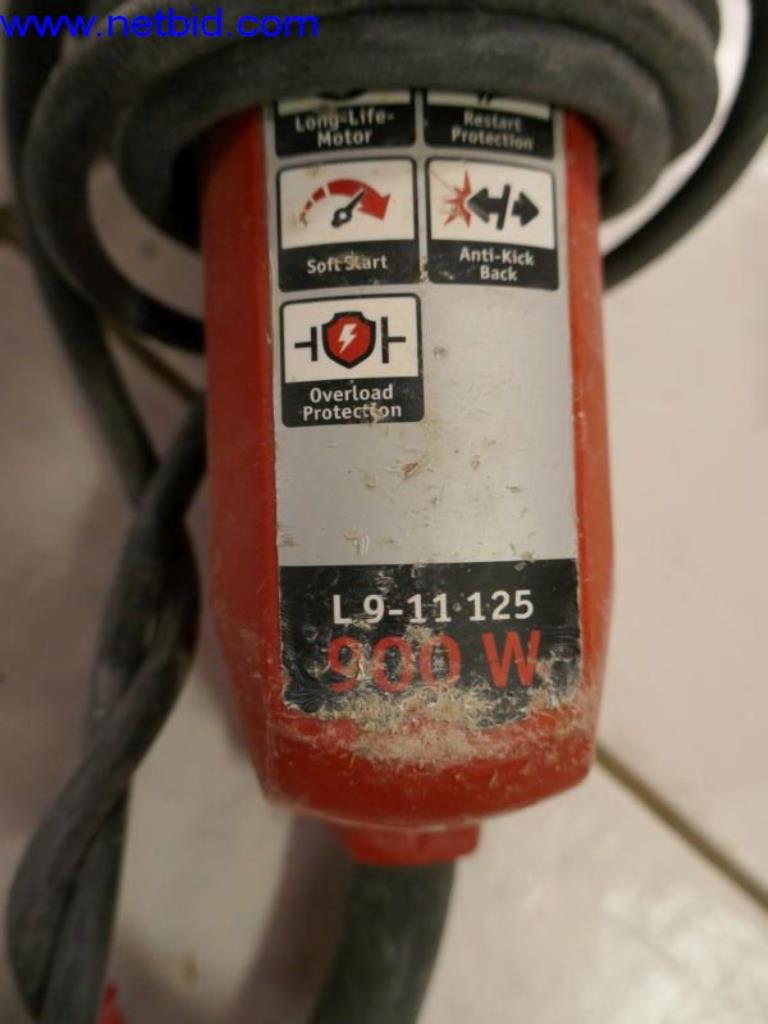 www.netbid.com
Long-Life-
Motor
Restart
Protection
Soft Start
Anti-Kick
Back
Overload
Protection
L 9-11 125
900 W